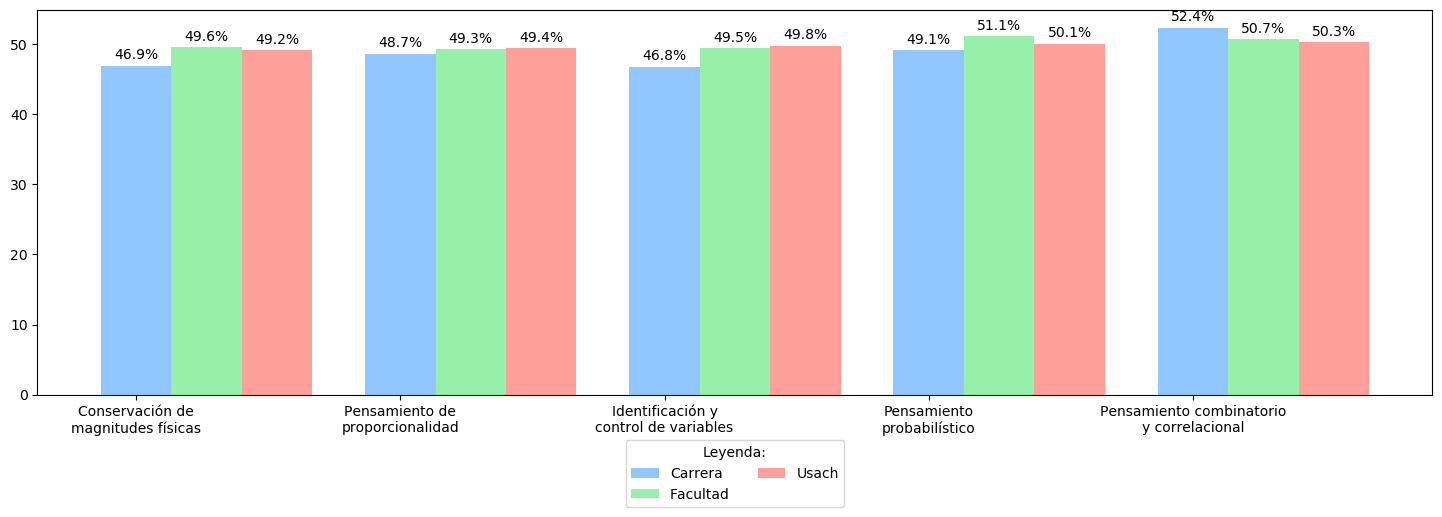 46.9%
49.6%
49.2%
48.7%
49.3%
49.4%
46.8%
49.5%
49.8%
49.1%
51.1%
50.1%
52.4%
50.7%
50.3%
50
40
30
20
10
0
Conservación de
magnitudes físicas
Pensamiento de
proporcionalidad
Identificación y
control de variables
Pensamiento
probabilístico
Pensamiento combinatorio
y correlacional
Leyenda:
Carrera
Facultad
Usach